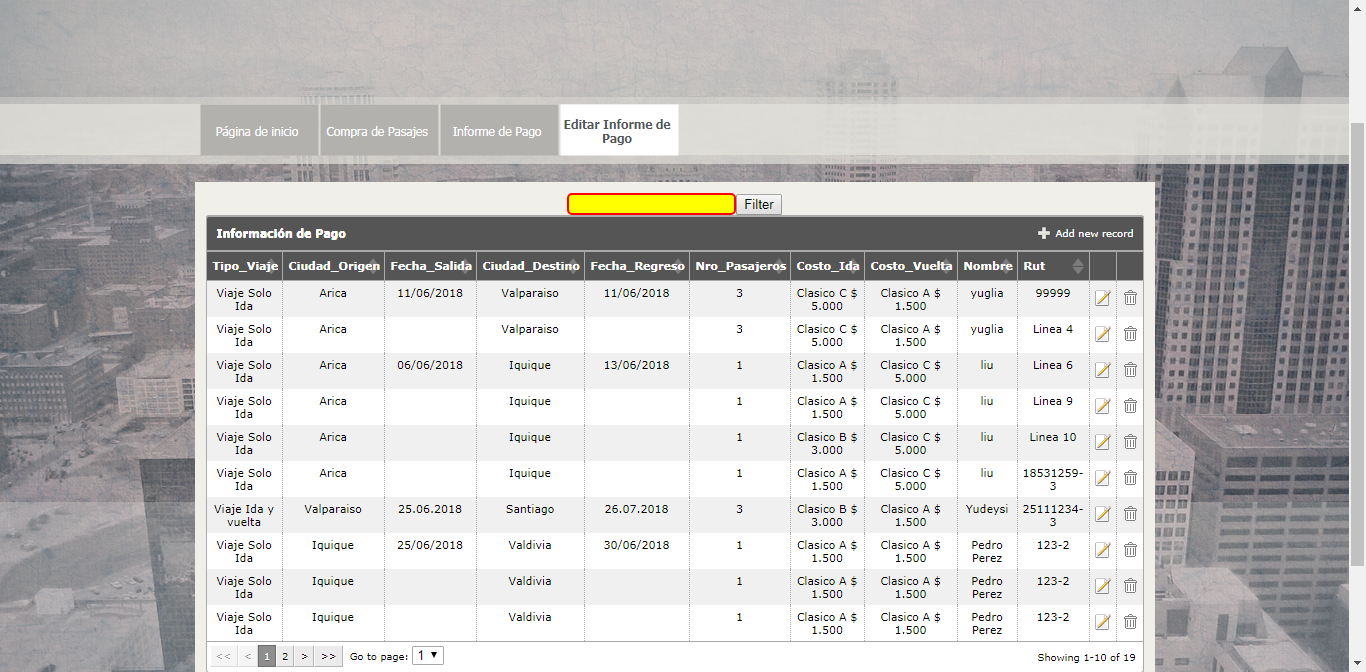 Página de inicio Compra de Pasajes Informe de Pago Editar Informe de
Pago
Filter
Información de Pago Add new record
Tipo_Viaje Ciudad_Origen Fecha_Salida Ciudad_Destino Fecha_Regreso Nro_Pasajeros Costo_Ida Costo_Vuelta Nombre Rut
Viaje Solo Arica 11/06/2018 Valparaiso 11/06/2018 3 Clasico C $ Clasico A $ yuglia 99999
Ida 5.000 1.500
Viaje Solo Arica Valparaiso 3 Clasico C $ Clasico A $ yuglia Linea 4
Ida 5.000 1.500
Viaje Solo Arica 06/06/2018 Iquique 13/06/2018 1 Clasico A $ Clasico C $ liu Linea 6
Ida 1.500 5.000
Viaje Solo Arica Iquique 1 Clasico A $ Clasico C $ liu Linea 9
Ida 1.500 5.000
Viaje Solo Arica Iquique 1 Clasico B $ Clasico C $ liu Linea 10
Ida 3.000 5.000
Viaje Solo Arica Iquique 1 Clasico A $ Clasico C $ liu 18531259-
Ida 1.500 5.000 3
Viaje Ida y Valparaiso 25.06.2018 Santiago 26.07.2018 3 Clasico B $ Clasico A $ Yudeysi 25111234-
vuelta 3.000 1.500 3
Viaje Solo Iquique 25/06/2018 Valdivia 30/06/2018 1 Clasico A $ Clasico A $ Pedro 123-2
Ida 1.500 1.500 Perez
Viaje Solo Iquique Valdivia 1 Clasico A $ Clasico A $ Pedro 123-2
Ida 1.500 1.500 Perez
Viaje Solo Iquique Valdivia 1 Clasico A $ Clasico A $ Pedro 123-2
Ida 1.500 1.500 Perez
<< < 1 2 > >> Go to page: 1 Showing 1-10 of 19